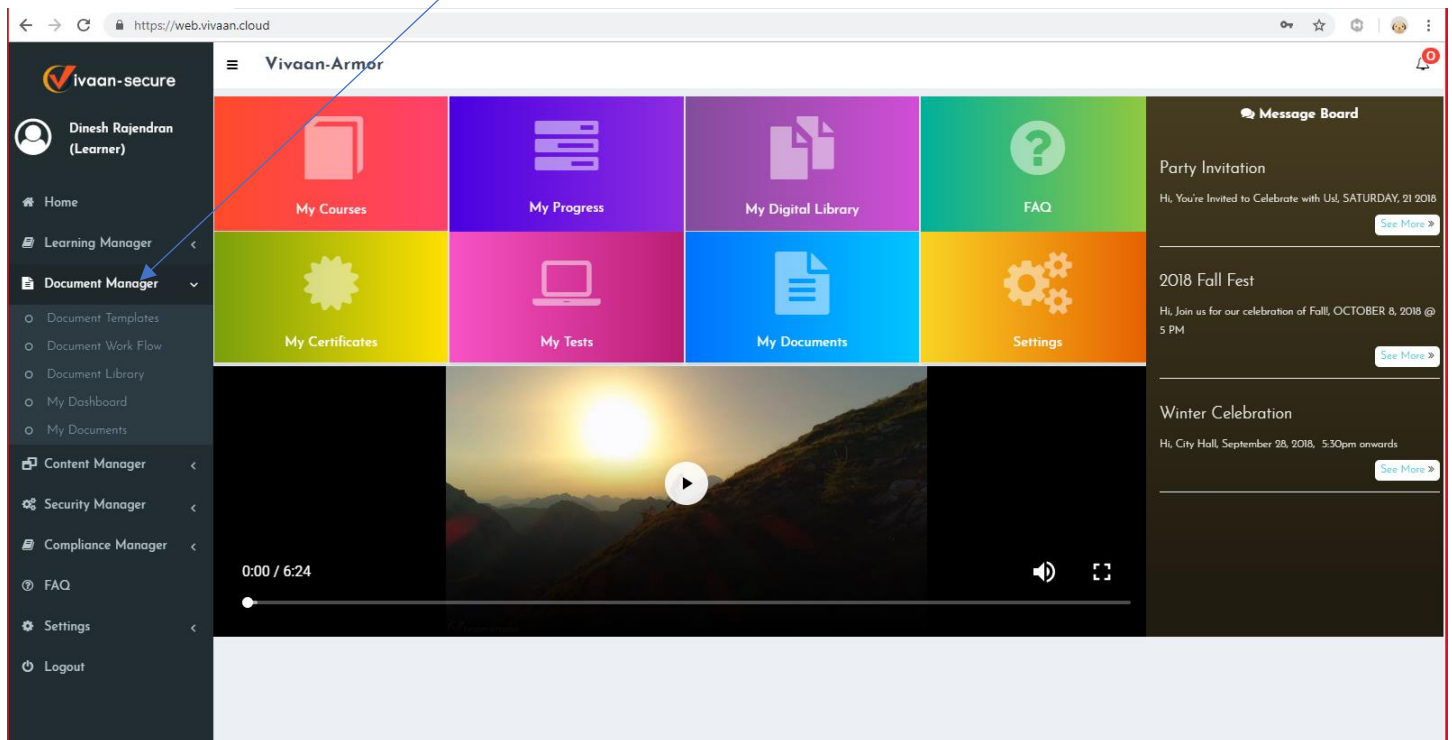 https://web.vivaan.cloud
Vivaan-secure
Dinesh Rajendran
(Learner)
Home
Learning Manager
Document Manager
Document Templates
Document Work Flow
Document Library
My Dashboard
My Documents
Content Manager
Security Manager
Compliance Manager
FAQ
Settings
Logout
Vivaan-Armor
0
My Courses
My Progress
My Digital Library
FAQ
My Certificates
My Tests
My Documents
Settings
0:00 / 6:24
Message Board
Party Invitation
Hi, You're Invited to Celebrate with Us!, SATURDAY, 21 2018
See More »
2018 Fall Fest
Hi, Join us for our celebration of Fall!, OCTOBER 8, 2018 @
5 PM
See More »
Winter Celebration
Hi, City Hall, September 28, 2018, 5:30pm onwards
See More »